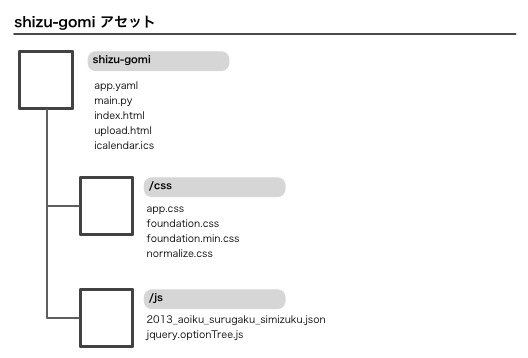 shizu-gomi アセット
shizu-gomi
app.yaml
main.py
index.html
upload.html
icalendar.ics
/css
app.css
foundation.css
foundation.min.css
normalize.css
/js
2013_aoiku_surugaku_simizuku.json
jquery.optionTree.js